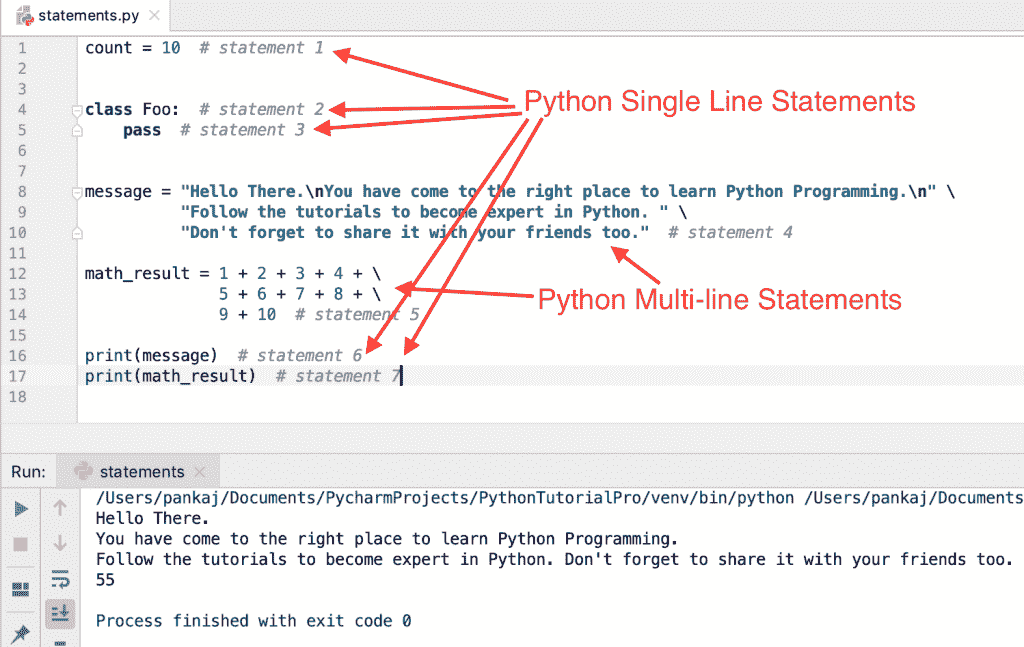 statements.py
1 count = 10  # statement 1
2
3
4 class Foo:  # statement 2
5     pass  # statement 3
6
7
8 message = "Hello There.\nYou have come to the right place to learn Python Programming.\n" \
9           "Follow the tutorials to become expert in Python. " \
10           "Don't forget to share it with your friends too."  # statement 4
11
12 math_result = 1 + 2 + 3 + 4 + \
13               5 + 6 + 7 + 8 + \
14               9 + 10  # statement 5
15
16 print(message)  # statement 6
17 print(math_result)  # statement 7
18
Python Single Line Statements
Python Multi-line Statements
Run: statements
/Users/pankaj/Documents/PycharmProjects/PythonTutorialPro/venv/bin/python /Users/pankaj/Documents
Hello There.
You have come to the right place to learn Python Programming.
Follow the tutorials to become expert in Python. Don't forget to share it with your friends too.
55
Process finished with exit code 0